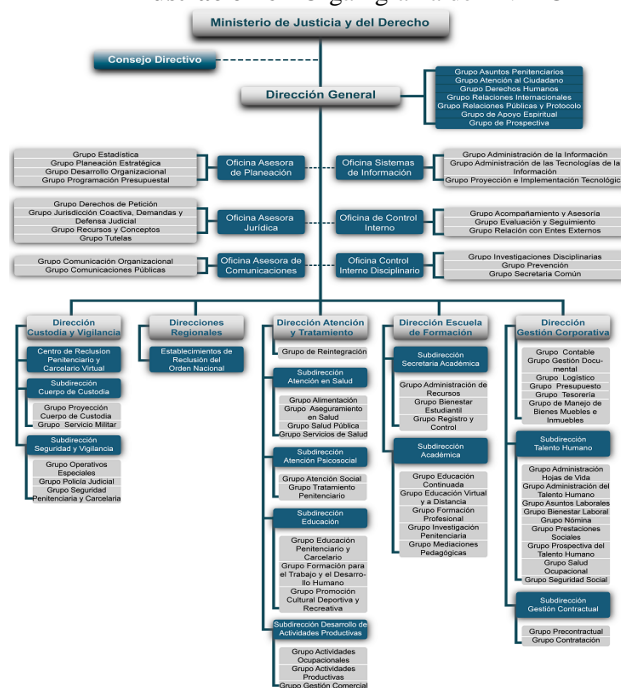 Ministerio de Justicia y del Derecho
Consejo Directivo
Dirección General
Grupo Asuntos Penitenciarios
Grupo Atención al Ciudadano
Grupo Derechos Humanos
Grupo Relaciones Internacionales
Grupo Relaciones Públicas y Protocolo
Grupo de Apoyo Espiritual
Grupo de Prospectiva
Grupo Estadística
Grupo Planeación Estratégica
Grupo Desarrollo Organizacional
Grupo Programación Presupuestal
Oficina Asesora
de Planeación
Oficina Sistemas
de Información
Grupo Administración de la Información
Grupo Administración de las Tecnologías de la
Información
Grupo Proyección e Implementación Tecnológic
Grupo Derechos de Petición
Grupo Jurisdicción Coactiva, Demandas y
Defensa Judicial
Grupo Recursos y Conceptos
Grupo Tutelas
Oficina Asesora
Jurídica
Oficina de Control
Interno
Grupo Acompañamiento y Asesoría
Grupo Evaluación y Seguimiento
Grupo Relación con Entes Externos
Grupo Comunicación Organizacional
Grupo Comunicaciones Públicas
Oficina Asesora de
Comunicaciones
Oficina Control
Interno Disciplinario
Grupo Investigaciones Disciplinarias
Grupo Prevención
Grupo Secretaria Común
Dirección
Custodia y Vigilancia
Centro de Reclusion
Penitenciario y
Carcelario Virtual
Subdirección
Cuerpo de Custodia
Grupo Proyección
Cuerpo de Custodia
Grupo Servicio Militar
Subdirección
Seguridad y Vigilancia
Grupo Operativos
Especiales
Grupo Policía Judicial
Grupo Seguridad
Penitenciaria y Carcelaria
Direcciones
Regionales
Establecimientos de
Reclusión del
Orden Nacional
Dirección Atención
y Tratamiento
Grupo de Reintegración
Subdirección
Atención en Salud
Grupo Alimentación
Grupo Aseguramiento
en Salud
Grupo Salud Pública
Grupo Servicios de Salud
Subdirección
Atención Psicosocial
Grupo Atención Social
Grupo Tratamiento
Penitenciario
Subdirección
Educación
Grupo Educación
Penitenciario y
Carcelario
Grupo Formación para
el Trabajo y el Desarro-
llo Humano
Grupo Promoción
Cultural Deportiva y
Recreativa
Subdirección Desarrollo de
Actividades Productivas
Grupo Actividades
Ocupacionales
Grupo Actividades
Productivas
Grupo Gestión Comercial
Dirección Escuela
de Formación
Subdirección
Secretaria Académica
Grupo Administración de
Recursos
Grupo Bienestar
Estudiantil
Grupo Registro y
Control
Subdirección
Académica
Grupo Educación
Continuada
Grupo Educación Virtual
y a Distancia
Grupo Formación
Profesional
Grupo Investigación
Penitenciaria
Grupo Mediaciones
Pedagógicas
Dirección
Gestión Corporativa
Grupo Contable
Grupo Gestión Docu-
mental
Grupo Logístico
Grupo Presupuesto
Grupo Tesorería
Grupo de Manejo de
Bienes Muebles e
Inmuebles
Subdirección
Talento Humano
Grupo Administración
Hojas de Vida
Grupo Administración del
Talento Humano
Grupo Asuntos Laborales
Grupo Bienestar Laboral
Grupo Nómina
Grupo Prestaciones
Sociales
Grupo Prospectiva del
Talento Humano
Grupo Salud
Ocupacional
Grupo Seguridad Social
Subdirección
Gestión Contractual
Grupo Precontractual
Grupo Contratación